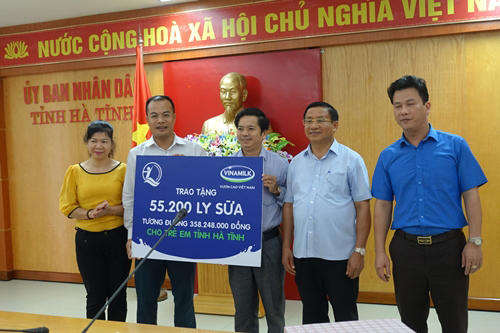 NƯỚC CỘNG HOÀ XÃ HỘI CHỦ NGHĨA VIỆT NAM
ỦY BAN NHÂN DÂ
TỈNH HÀ TĨNH
VINAMILK
VƯƠN CAO VIỆT NAM
TRAO TẶNG
55.200 LY SỮA
TƯƠNG ĐƯƠNG 358.248.000 ĐỒNG
CHO TRẺ EM TỈNH HÀ TĨNH